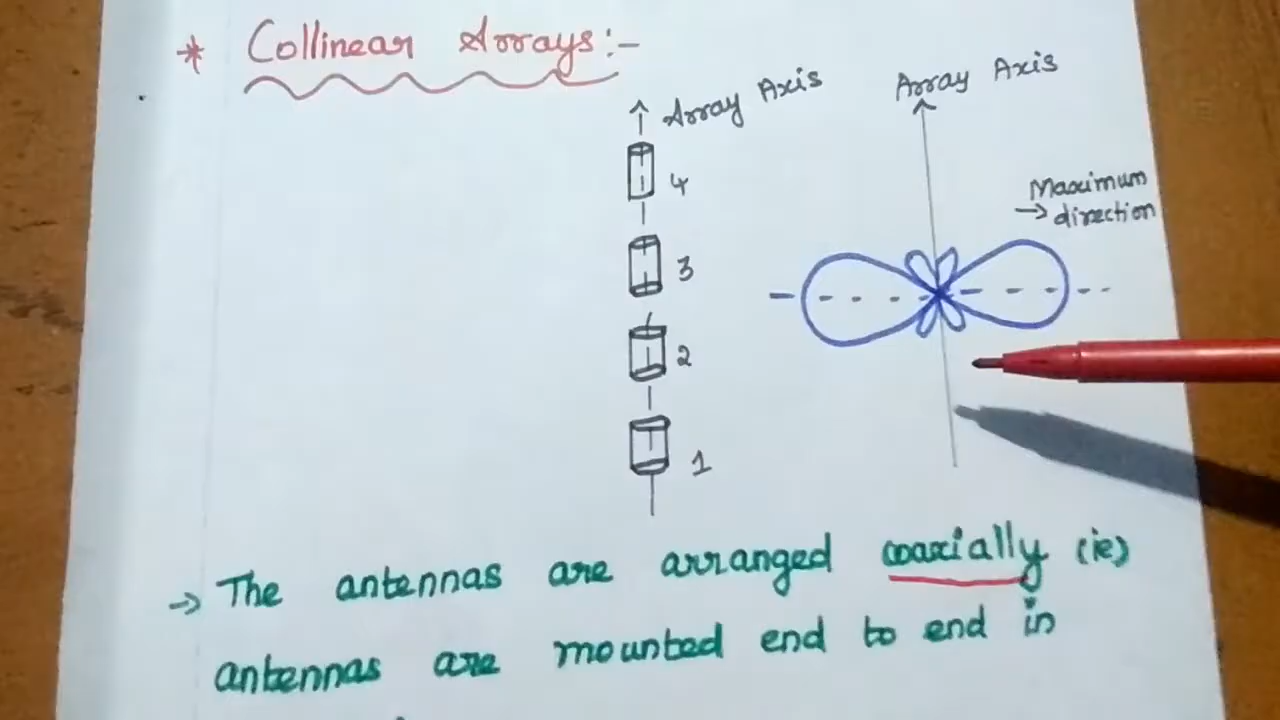 * Collinear Arrays:-
Array Axis
4
3
2
1
Array Axis
Maximum
→ direction
→ The antennas are arranged coaxially (ie)
antennas are mounted end to end in